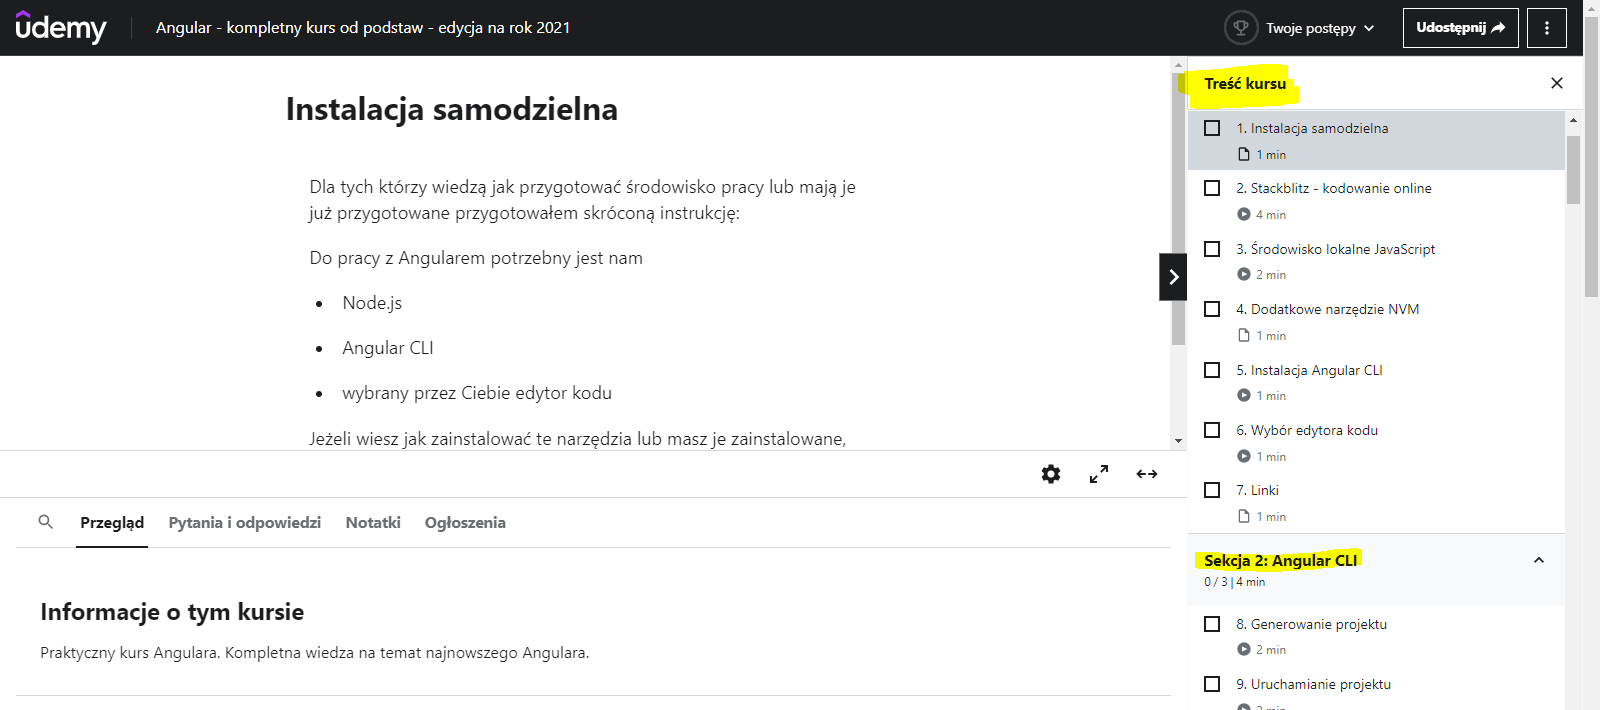 udemy
Angular - kompletny kurs od podstaw - edycja na rok 2021
Twoje postępy
Udostępnij
Instalacja samodzielna
Dla tych którzy wiedzą jak przygotować środowisko pracy lub mają je
już przygotowane przygotowałem skróconą instrukcję:
Do pracy z Angularem potrzebny jest nam
• Node.js
• Angular CLI
• wybrany przez Ciebie edytor kodu
Jeżeli wiesz jak zainstalować te narzędzia lub masz je zainstalowane,
Przegląd
Pytania i odpowiedzi
Notatki
Ogłoszenia
Informacje o tym kursie
Praktyczny kurs Angulara. Kompletna wiedza na temat najnowszego Angulara.
Treść kursu
1. Instalacja samodzielna
1 min
2. Stackblitz - kodowanie online
4 min
3. Środowisko lokalne JavaScript
2 min
4. Dodatkowe narzędzie NVM
1 min
5. Instalacja Angular CLI
1 min
6. Wybór edytora kodu
1 min
7. Linki
1 min
Sekcja 2: Angular CLI
0 / 3 | 4 min
8. Generowanie projektu
2 min
9. Uruchamianie projektu
2 min